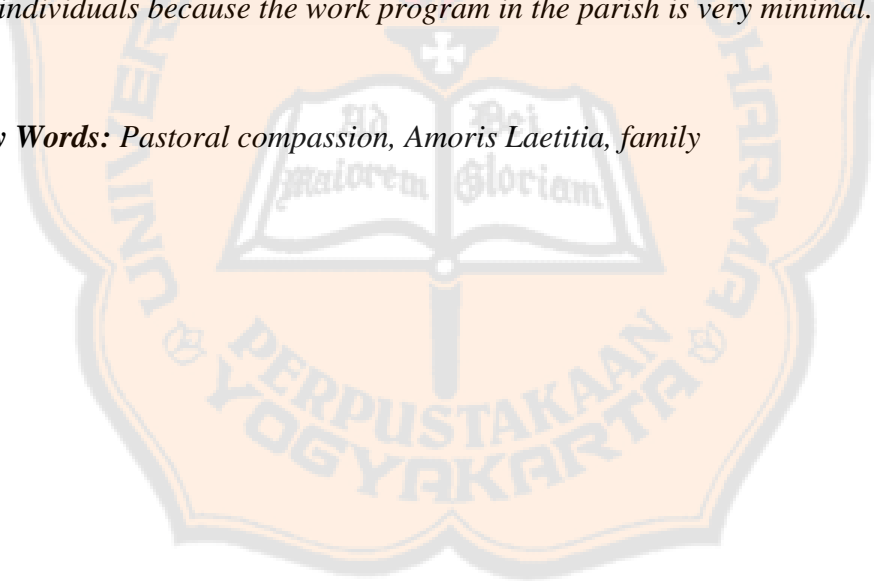 individuals because the work program in the parish is very minimal.
Words: Pastoral compassion, Amoris Laetitia, family
Ad
Maiorem
Dei
Gloriam
DHARMA
PERPUSTAKAAN
YOGYAKARTA